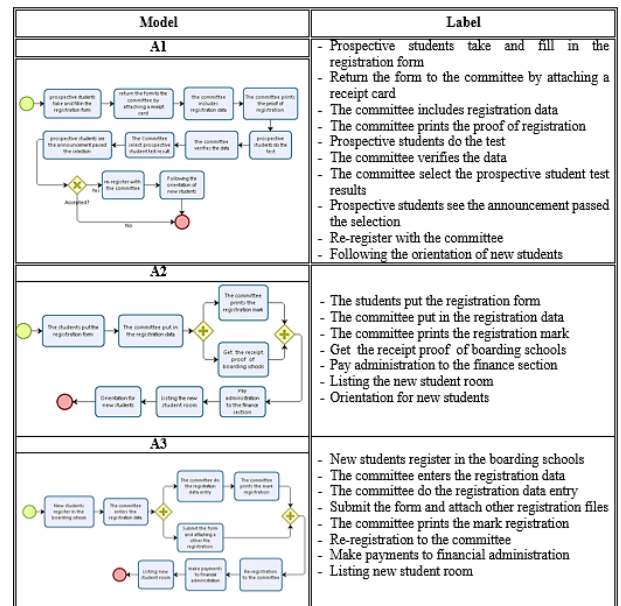 Model
Label
A1
prospective students
take and fill in the
registration form
return the form to the
committee by
attaching a receipt
card
the committee
includes
registration data
The committee prints
the proof of
registration
prospective students see
the announcement passed
the selection
The Committee
select prospective
student test result
the committee
verifies the data
prospective
students do the
test
Accepted?
Yes
re-register with
the committee
Following the
orientation of
new students
No
- Prospective students take and fill in the
registration form
- Return the form to the committee by attaching a
receipt card
- The committee includes registration data
- The committee prints the proof of registration
- Prospective students do the test
- The committee verifies the data
- The committee select the prospective student test
results
- Prospective students see the announcement passed
the selection
- Re-register with the committee
- Following the orientation of new students
A2
The students put the
registration form
The committee put in
the registration data
The committee
prints the
registration mark
Get the receipt
proof of
boarding schools
Orientation for
new students
Listing the new
student room
Pay
administration
to the finance
section
- The students put the registration form
- The committee put in the registration data
- The committee prints the registration mark
- Get the receipt proof of boarding schools
- Pay administration to the finance section
- Listing the new student room
- Orientation for new students
A3
New students
register in the
boarding schools
The committee
enters the
registration data
The committee do
the registration
data entry
The committee
prints the mark
registration
Submit the form
and attaching a
other file
registration
Listing new
student room
make payments
to financial
administration
Re-registration
to the committee
- New students register in the boarding schools
- The committee enters the registration data
- The committee do the registration data entry
- Submit the form and attach other registration files
- The committee prints the mark registration
- Re-registration to the committee
- Make payments to financial administration
- Listing new student room